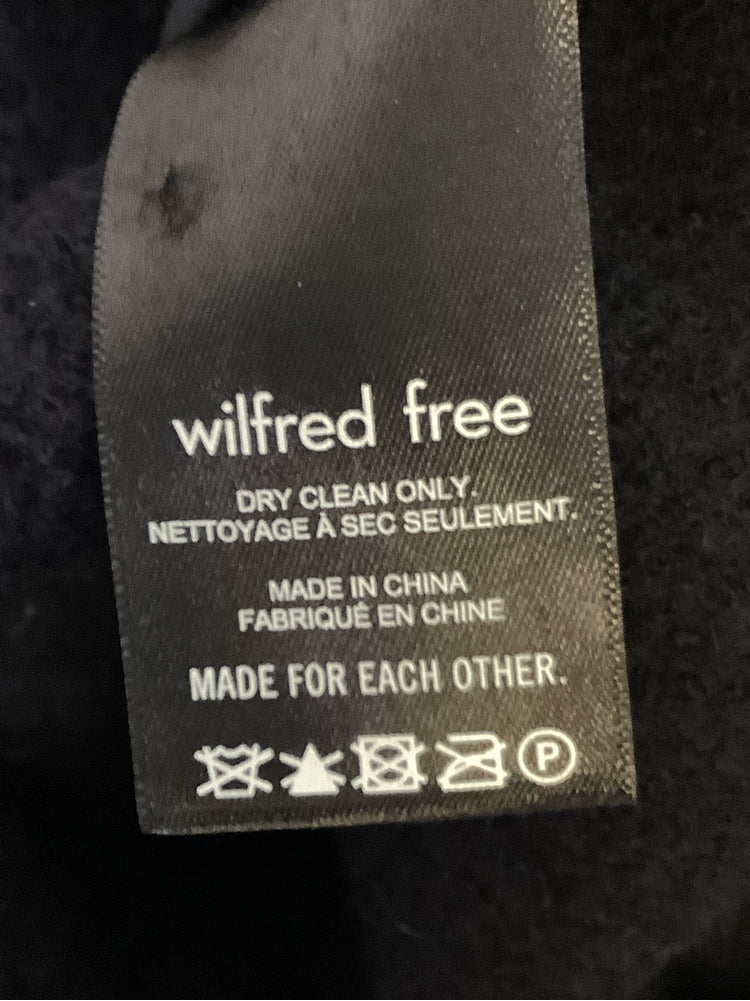 wilfred free
DRY CLEAN ONLY.
NETTOYAGE À SEC SEULEMENT.
MADE IN CHINA
FABRIQUÉ EN CHINE
MADE FOR EACH OTHER.
P